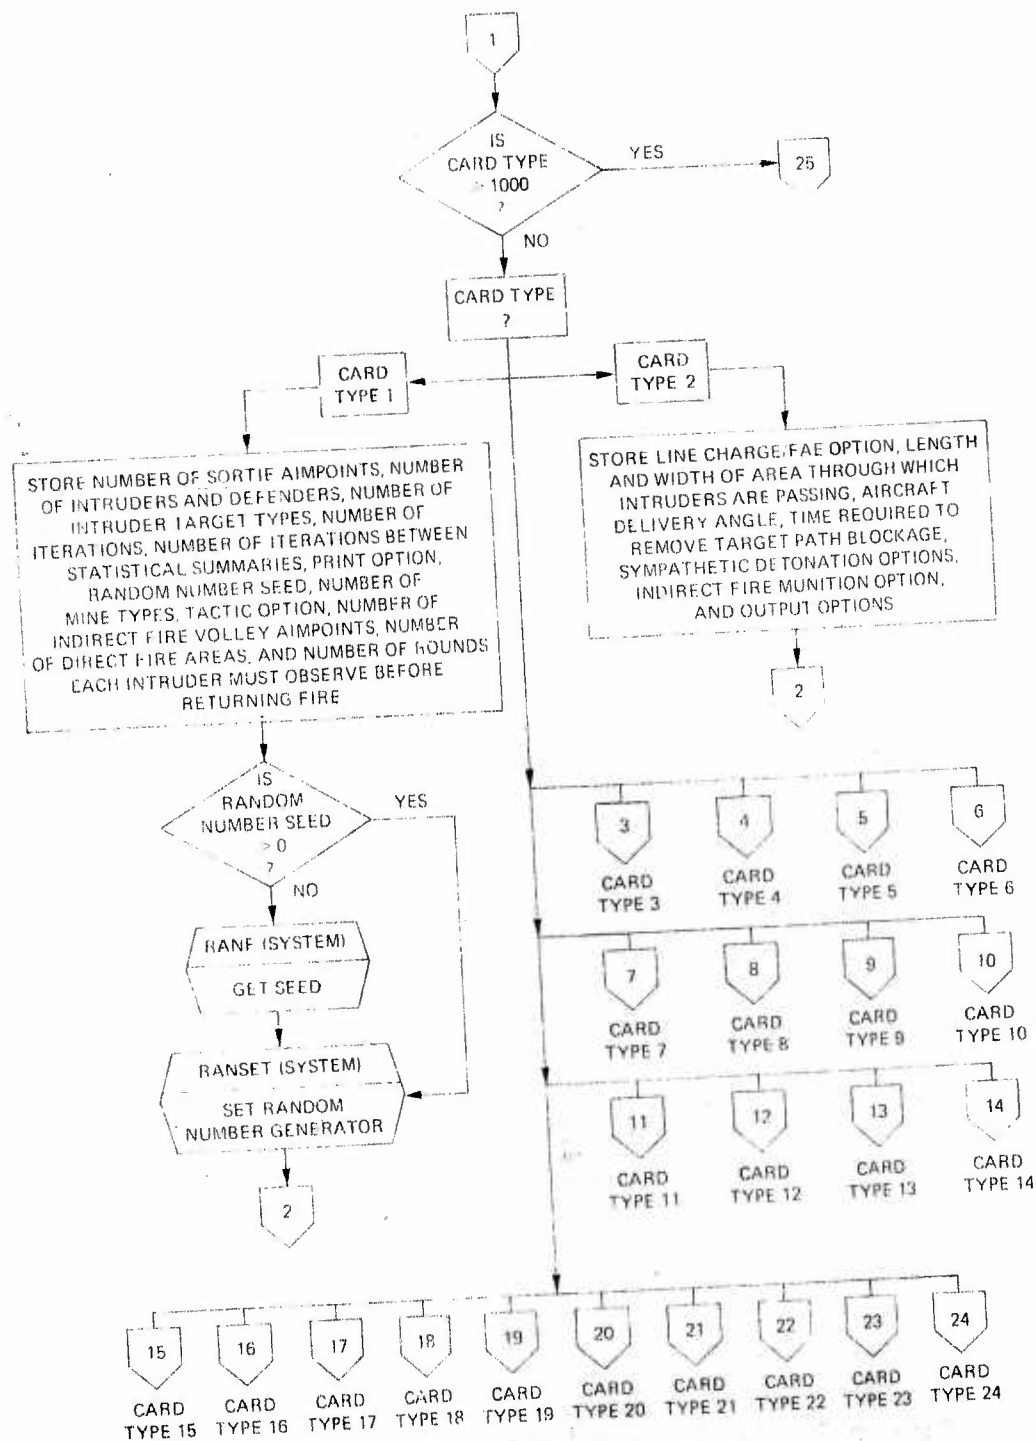 1
IS
CARD TYPE
> 1000
?
YES
25
NO
CARD TYPE
?
CARD
TYPE 1
CARD
TYPE 2
STORE NUMBER OF SORTIE AIMPOINTS, NUMBER
OF INTRUDERS AND DEFENDERS, NUMBER OF
INTRUDER TARGET TYPES, NUMBER OF
ITERATIONS, NUMBER OF ITERATIONS BETWEEN
STATISTICAL SUMMARIES, PRINT OPTION,
RANDOM NUMBER SEED, NUMBER OF
MINE TYPES, TACTIC OPTION, NUMBER OF
INDIRECT FIRE VOLLEY AIMPOINTS, NUMBER
OF DIRECT FIRE AREAS, AND NUMBER OF ROUNDS
EACH INTRUDER MUST OBSERVE BEFORE
RETURNING FIRE
STORE LINE CHARGE/FAE OPTION, LENGTH
AND WIDTH OF AREA THROUGH WHICH
INTRUDERS ARE PASSING, AIRCRAFT
DELIVERY ANGLE, TIME REQUIRED TO
REMOVE TARGET PATH BLOCKAGE,
SYMPATHETIC DETONATION OPTIONS,
INDIRECT FIRE MUNITION OPTION,
AND OUTPUT OPTIONS
2
IS
RANDOM
NUMBER SEED
> 0
?
YES
NO
RANF (SYSTEM)
GET SEED
RANSET (SYSTEM)
SET RANDOM
NUMBER GENERATOR
2
3
4
5
6
CARD
TYPE 3
CARD
TYPE 4
CARD
TYPE 5
CARD
TYPE 6
7
8
9
10
CARD
TYPE 7
CARD
TYPE 8
CARD
TYPE 9
CARD
TYPE 10
11
12
13
14
CARD
TYPE 11
CARD
TYPE 12
CARD
TYPE 13
CARD
TYPE 14
15
16
17
18
19
20
21
22
23
24
CARD
TYPE 15
CARD
TYPE 16
CARD
TYPE 17
CARD
TYPE 18
CARD
TYPE 19
CARD
TYPE 20
CARD
TYPE 21
CARD
TYPE 22
CARD
TYPE 23
CARD
TYPE 24